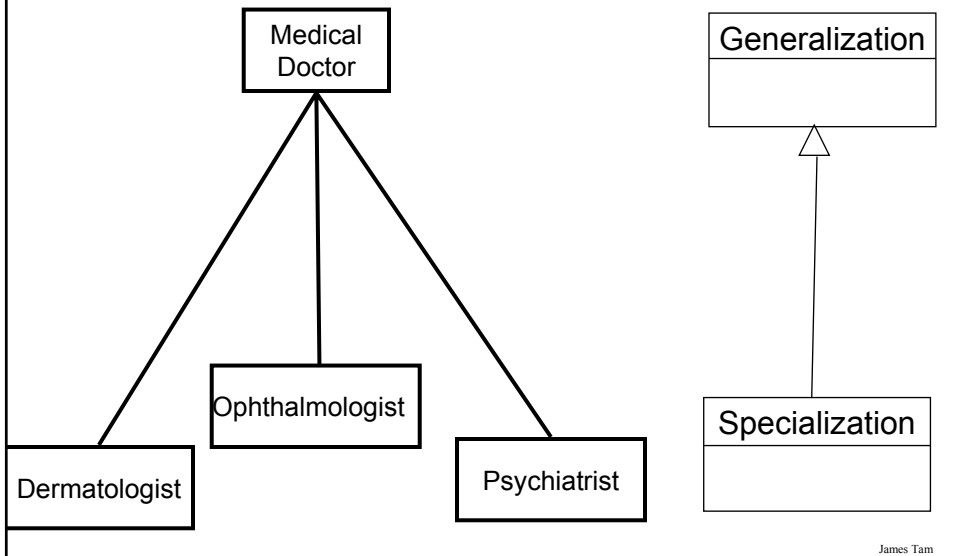 Medical
Doctor
Generalization
Ophthalmologist
Specialization
Dermatologist
Psychiatrist
James Tam